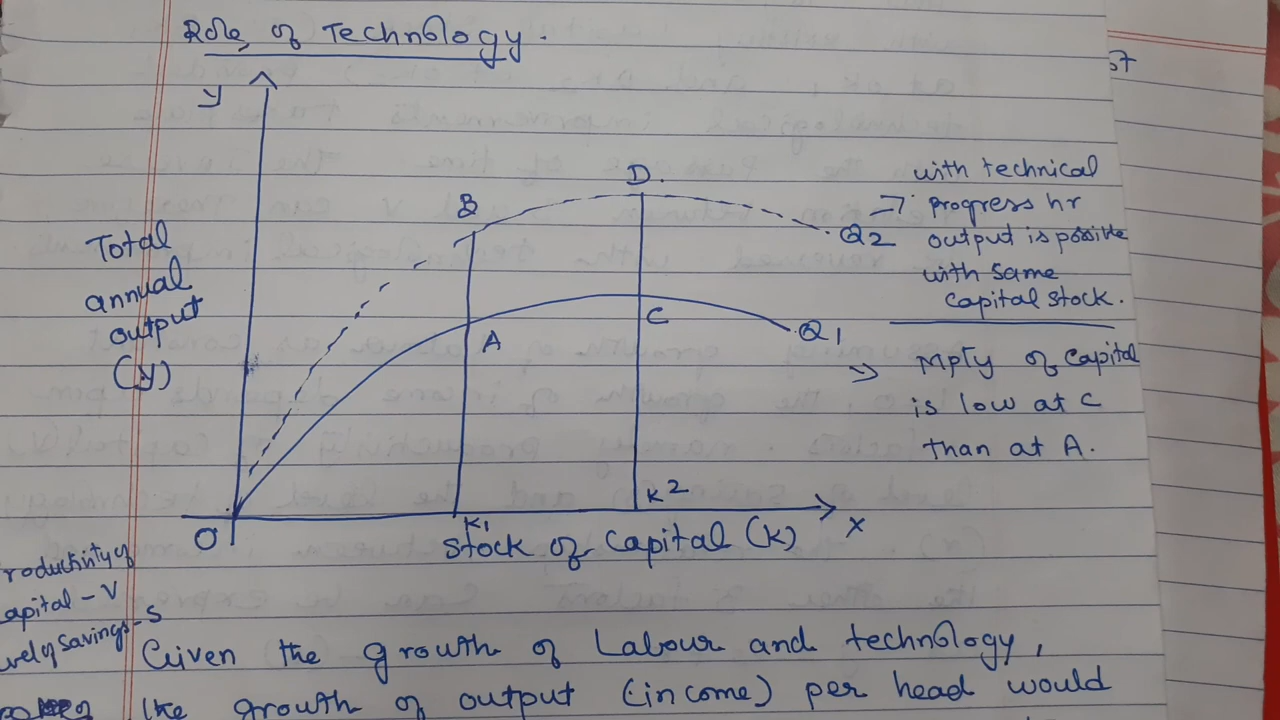 Role of Technology.
y
Total
annual
output
(y)
B
D.
A
C
Q2
Q1
with technical
progress hr
output is possible
with same
capital stock.
MPTy of capital
is low at C
than at A.
O
K1
K2
Stock of capital (K)
x
roductivity of
apital - V
vel of savings - S
Given the growth of Labour and technology,
the growth of output (income) per head would